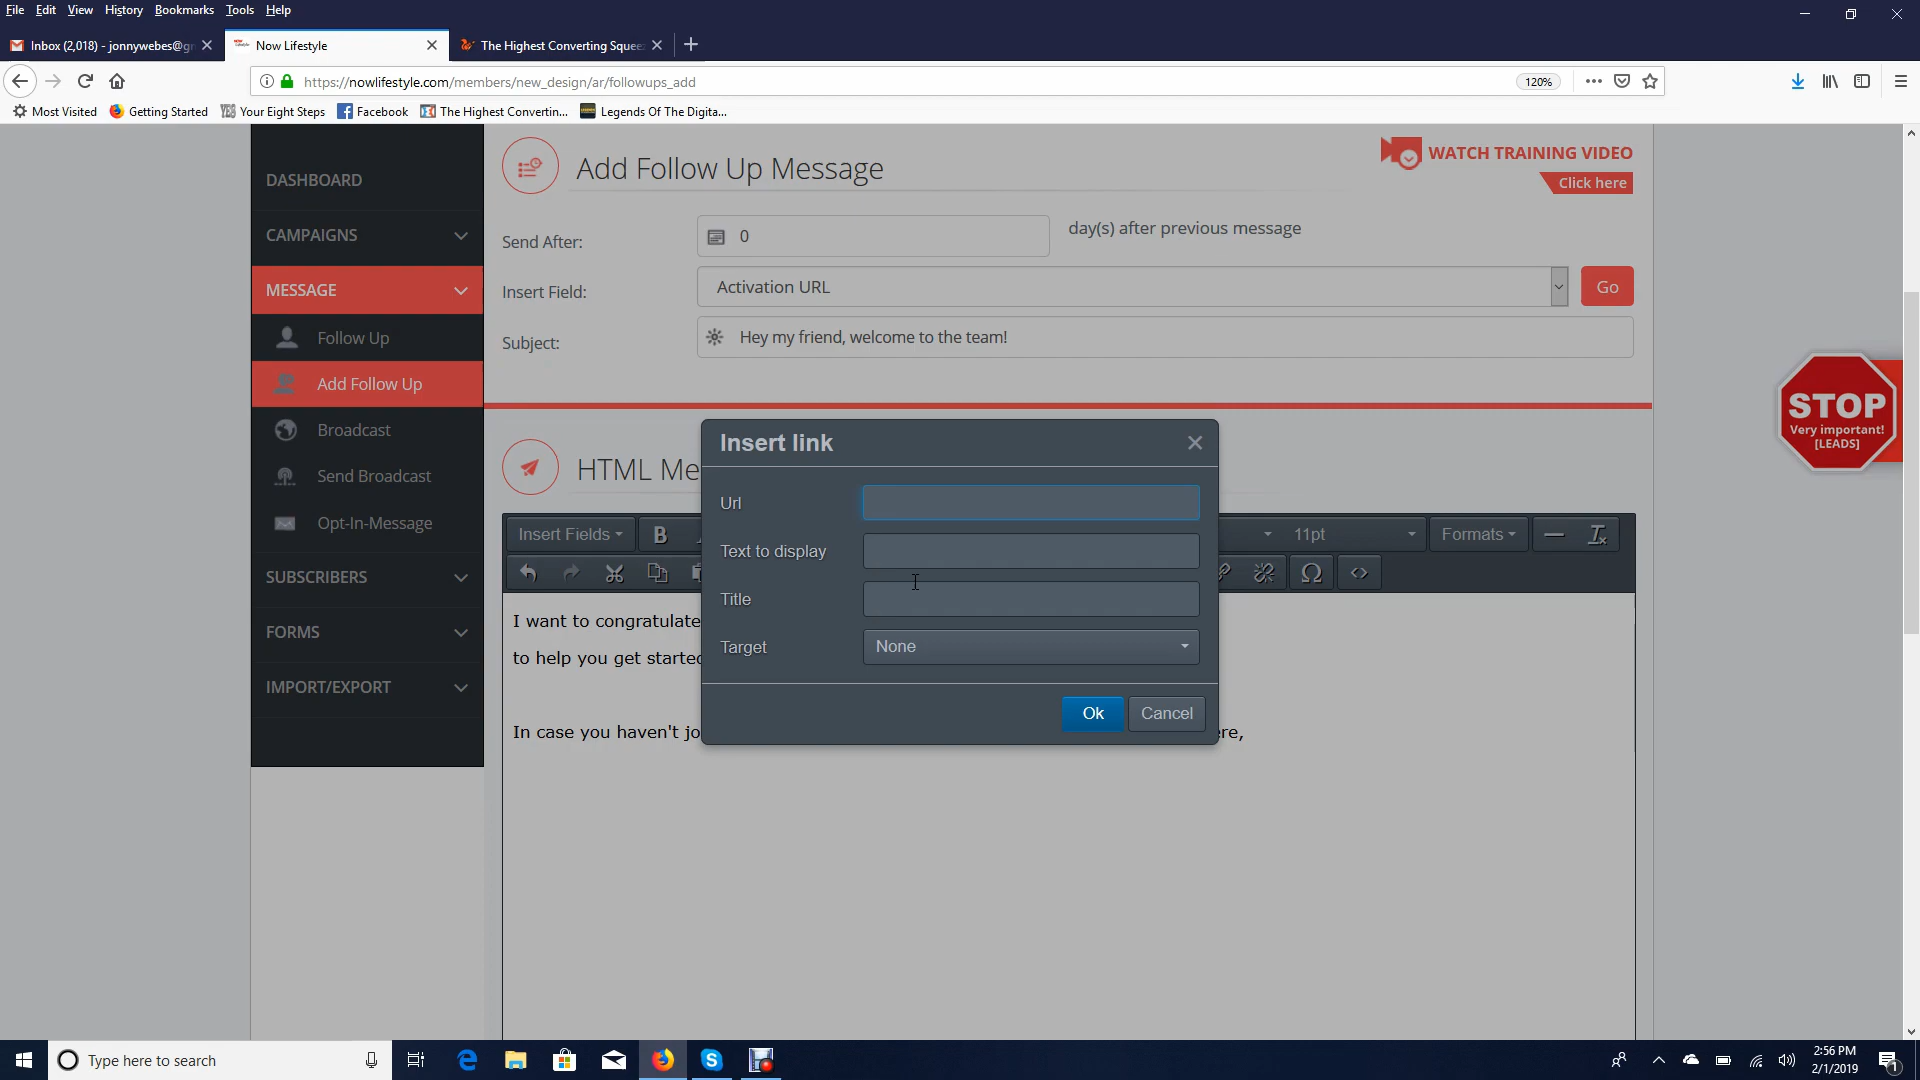 File Edit View History Bookmarks Tools Help
Inbox (2,018) - jonnywebes@g
Now Lifestyle
The Highest Converting Squee
https://nowlifestyle.com/members/new_design/ar/followups_add
120%
Most Visited
Getting Started
Your Eight Steps
Facebook
The Highest Convertin...
Legends Of The Digita...
DASHBOARD
CAMPAIGNS
MESSAGE
Follow Up
Add Follow Up
Broadcast
Send Broadcast
Opt-In-Message
SUBSCRIBERS
FORMS
IMPORT/EXPORT
Add Follow Up Message
WATCH TRAINING VIDEO
Click here
Send After:
0
day(s) after previous message
Insert Field:
Activation URL
Go
Subject:
Hey my friend, welcome to the team!
STOP
Very important!
[LEADS]
HTML Me
Insert Fields
B
11pt
Formats
I want to congratulate
to help you get started
In case you haven't jo
re,
Insert link
Url
Text to display
Title
Target
None
Ok
Cancel
Type here to search
2:56 PM
2/1/2019
1